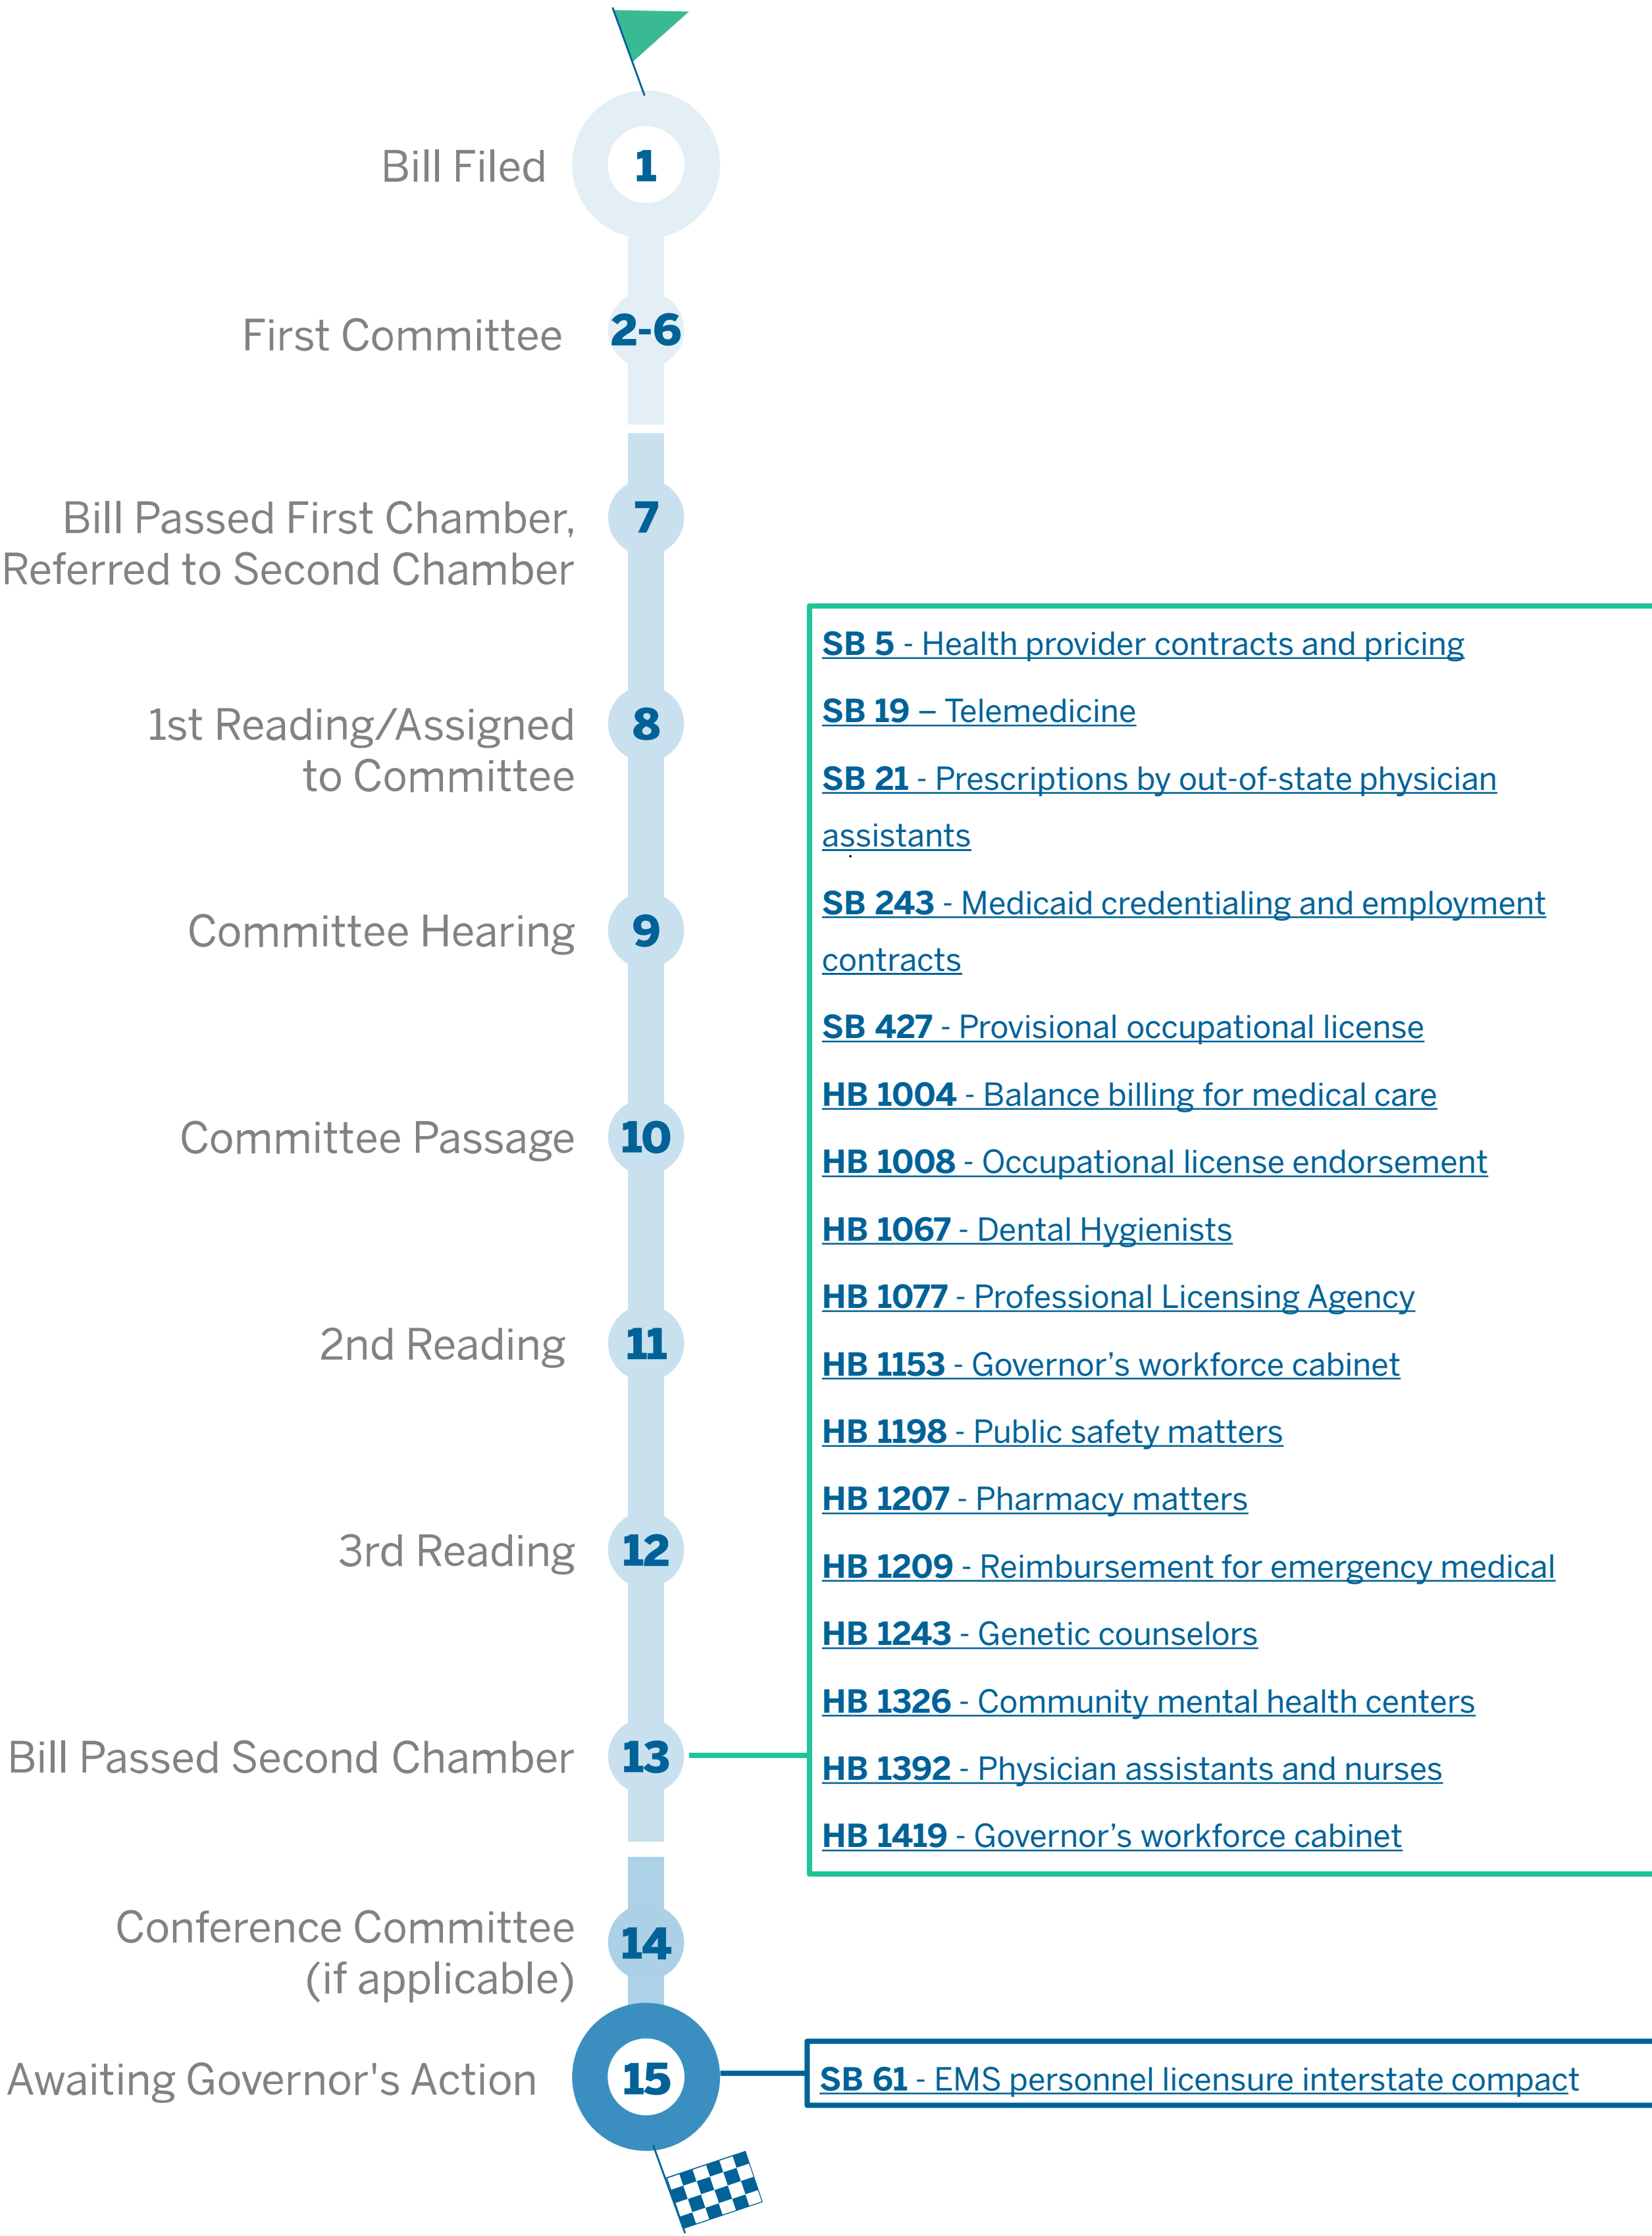 Bill Filed
1
First Committee
2-6
Bill Passed First Chamber,
Referred to Second Chamber
7
1st Reading/Assigned
to Committee
8
Committee Hearing
9
Committee Passage
10
2nd Reading
11
3rd Reading
12
Bill Passed Second Chamber
13
SB 5 - Health provider contracts and pricing
SB 19 – Telemedicine
SB 21 - Prescriptions by out-of-state physician
assistants
SB 243 - Medicaid credentialing and employment
contracts
SB 427 - Provisional occupational license
HB 1004 - Balance billing for medical care
HB 1008 - Occupational license endorsement
HB 1067 - Dental Hygienists
HB 1077 - Professional Licensing Agency
HB 1153 - Governor’s workforce cabinet
HB 1198 - Public safety matters
HB 1207 - Pharmacy matters
HB 1209 - Reimbursement for emergency medical
HB 1243 - Genetic counselors
HB 1326 - Community mental health centers
HB 1392 - Physician assistants and nurses
HB 1419 - Governor’s workforce cabinet
Conference Committee
(if applicable)
14
Awaiting Governor's Action
15
SB 61 - EMS personnel licensure interstate compact